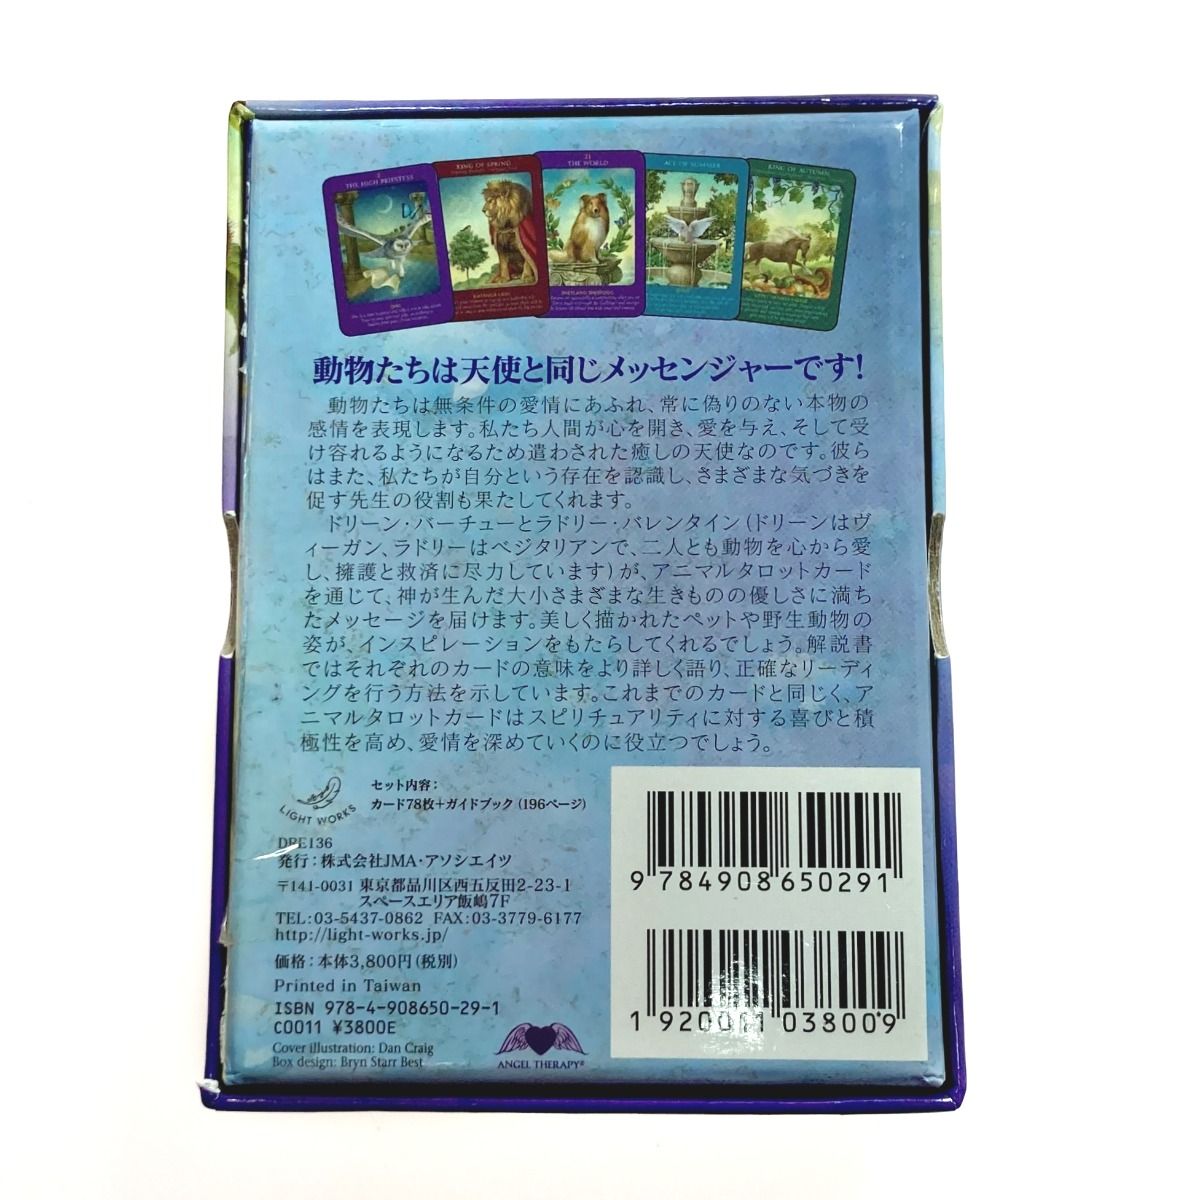 THE HIGH PRIESTESS
KING OF SPRING
21
THE WORLD
ACE OF SUMMER
KING OF AUTUMN
OWL
KATANGA LION
SHETLAND SHEEPDOG
動物たちは天使と同じメッセンジャーです!
動物たちは無条件の愛情にあふれ、常に偽りのない本物の
感情を表現します。私たち人間が心を開き、愛を与え、そして受
け容れるようになるため遣わされた癒しの天使なのです。彼ら
はまた、私たちが自分という存在を認識し、さまざまな気づきを
促す先生の役割も果たしてくれます。
ドリーン・バーチューとラドリー・バレンタイン(ドリーンはヴ
ィーガン、ラドリーはベジタリアンで、二人とも動物を心から愛
し、擁護と救済に尽力しています)が、アニマルタロットカード
を通じて、神が生んだ大小さまざまな生きものの優しさに満ち
たメッセージを届けます。美しく描かれたペットや野生動物の
姿が、インスピレーションをもたらしてくれるでしょう。解説書
ではそれぞれのカードの意味をより詳しく語り、正確なリーディ
ングを行う方法を示しています。これまでのカードと同じく、ア
ニマルタロットカードはスピリチュアリティに対する喜びと積
極性を高め、愛情を深めていくのに役立つでしょう。
LIGHT WORKS
セット内容:
カード78枚+ガイドブック(196ページ)
DPE136
発行:株式会社JMA・アソシエイツ
〒141-0031 東京都品川区西五反田2-23-1
スペースエリア飯嶋7F
TEL:03-5437-0862 FAX:03-3779-6177
http://light-works.jp/
価格:本体3,800円(税別)
Printed in Taiwan
ISBN 978-4-908650-29-1
C0011 ¥3800E
Cover illustration: Dan Craig
Box design: Bryn Starr Best
ANGEL THERAPY®
9 784908 650291
1 920011 038009